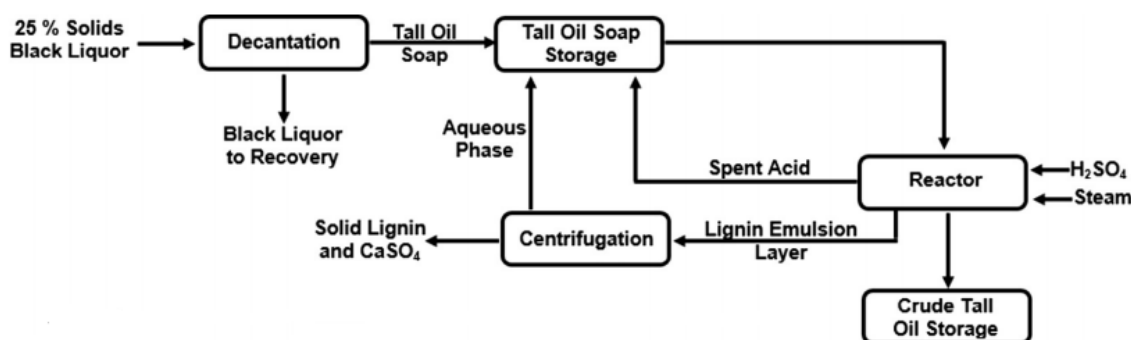 25 % Solids
Black Liquor
Decantation
Tall Oil
Soap
Tall Oil Soap
Storage
Black Liquor
to Recovery
Aqueous
Phase
Spent Acid
Reactor
H₂SO₄
Steam
Solid Lignin
and CaSO₄
Centrifugation
Lignin Emulsion
Layer
Crude Tall
Oil Storage